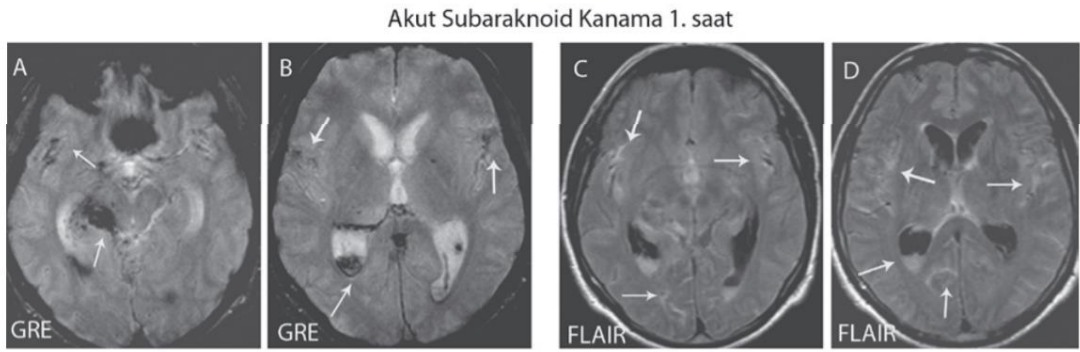 Akut Subaraknoid Kanama 1. saat
A
B
C
D
GRE
GRE
FLAIR
FLAIR